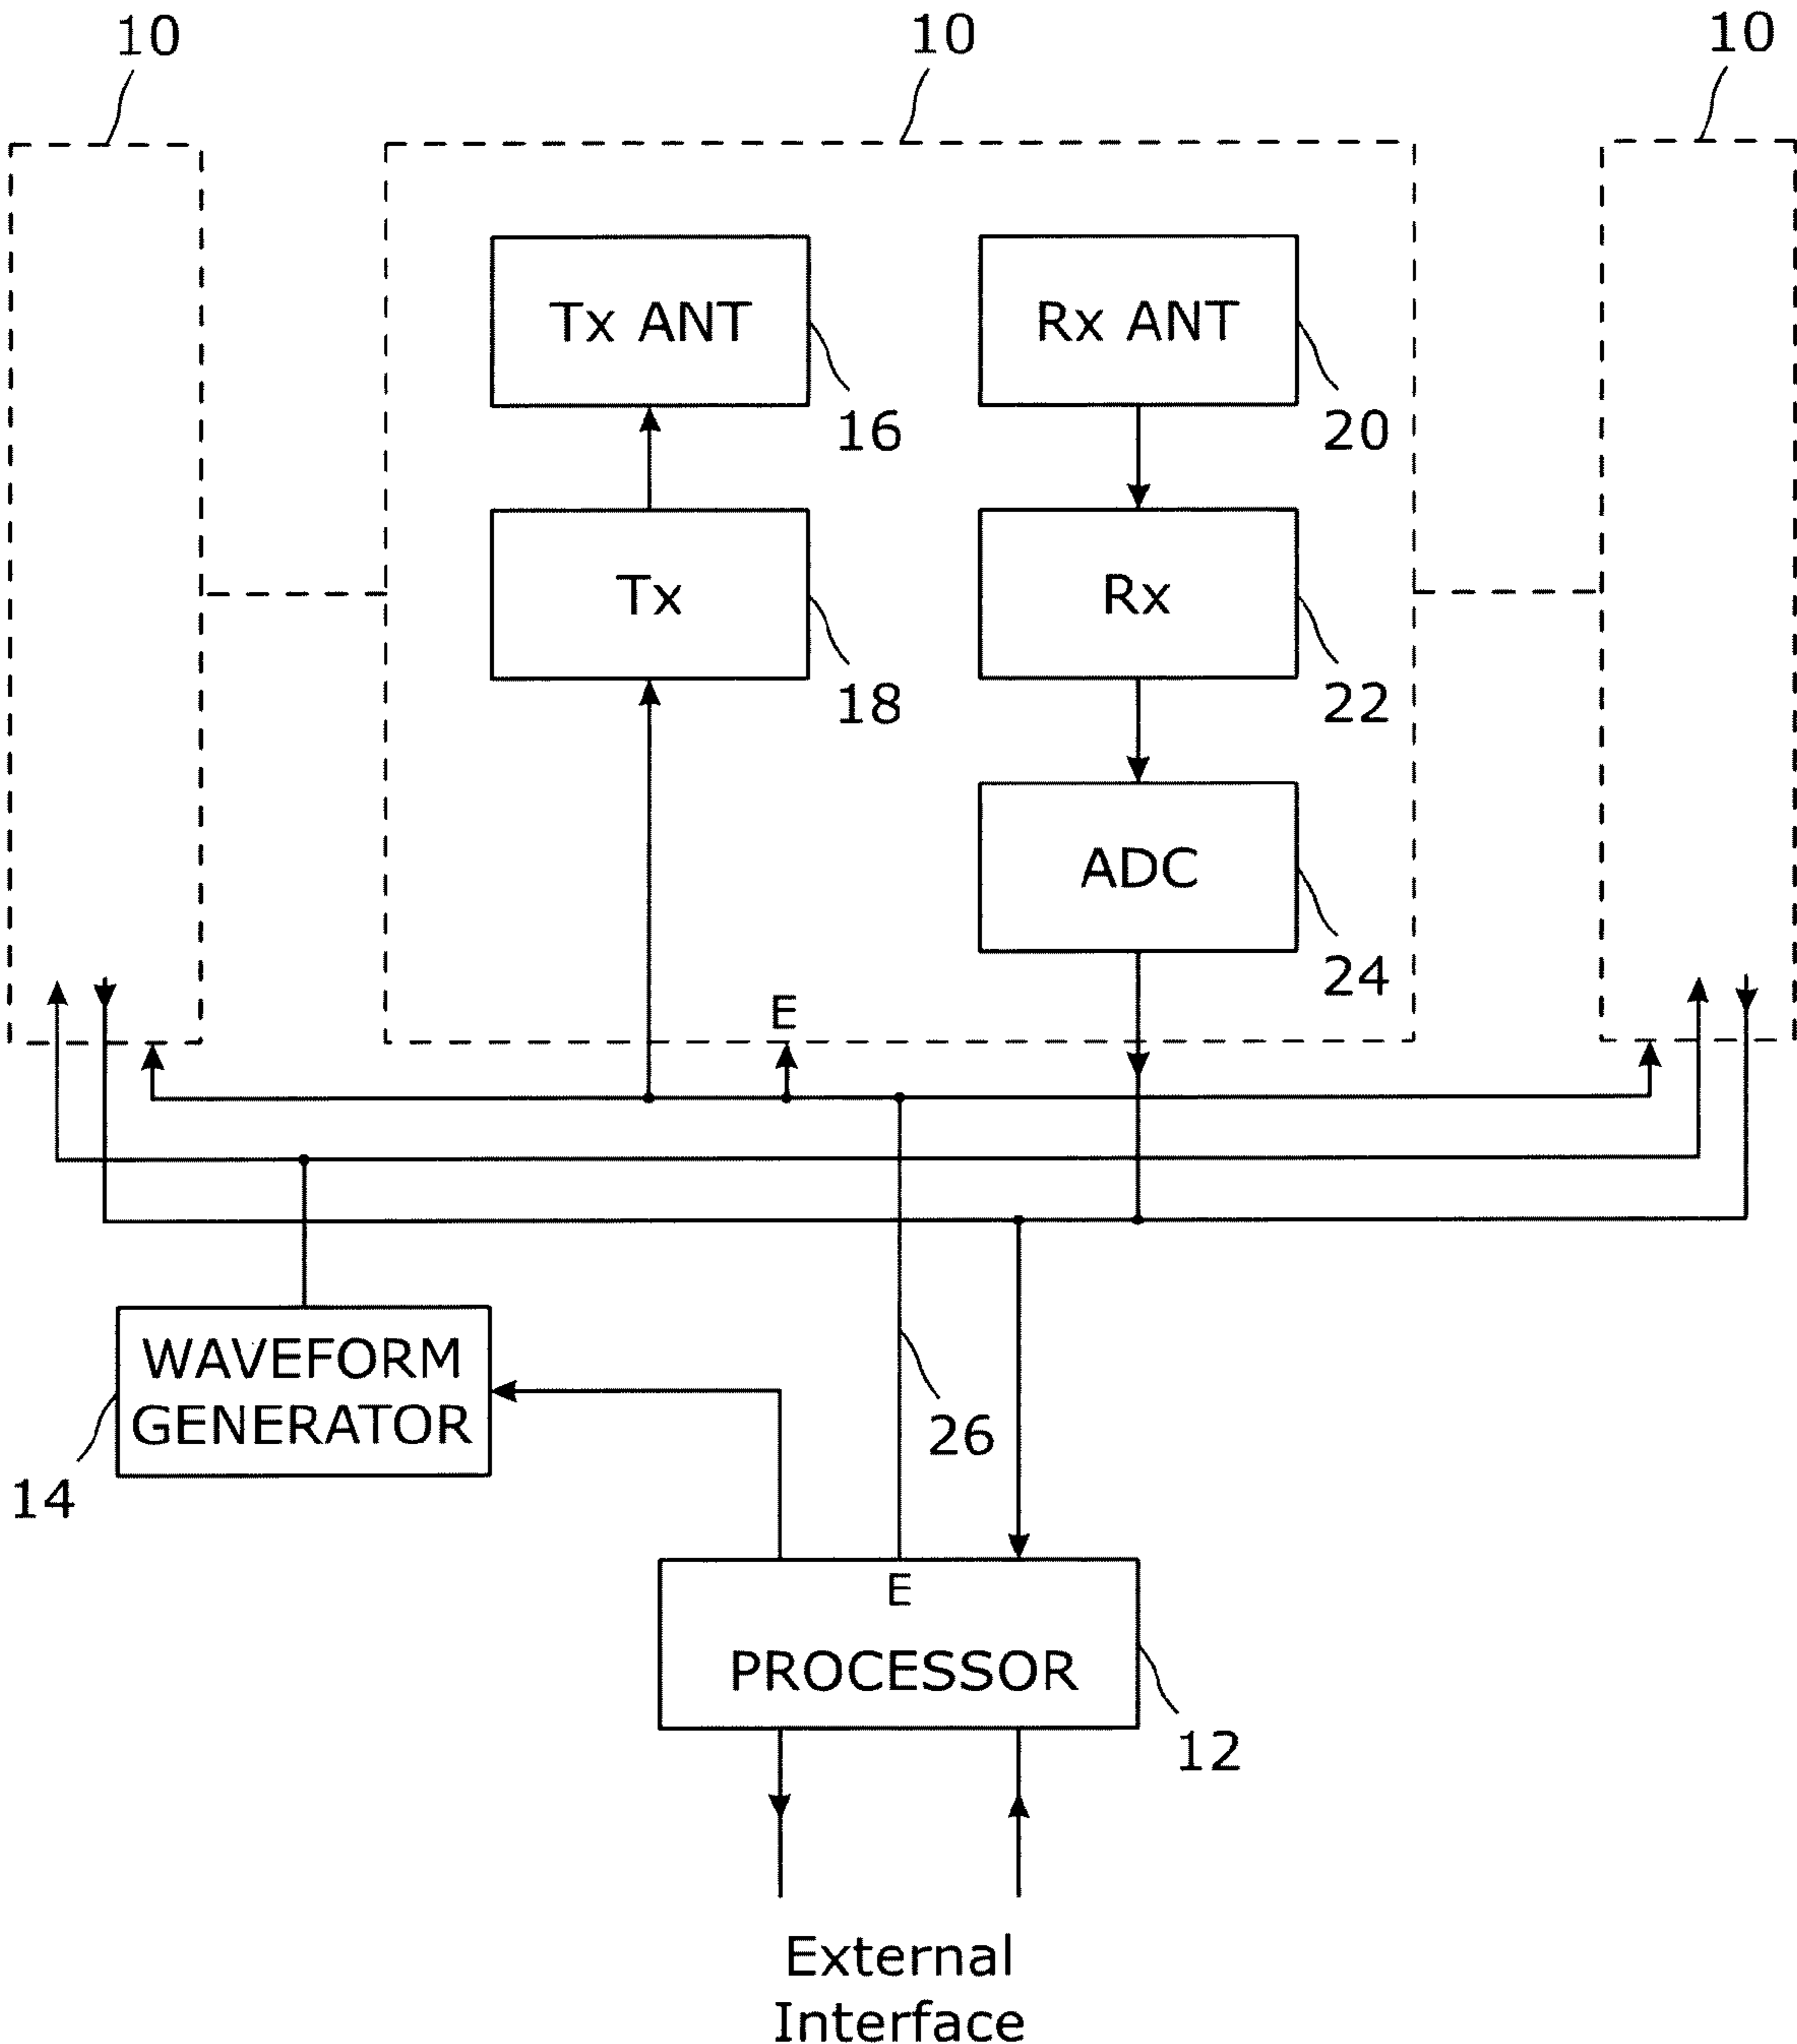 10
10
10
Tx ANT
Rx ANT
16
20
Tx
Rx
18
22
ADC
24
E
WAVEFORM
GENERATOR
26
14
E
PROCESSOR
12
External
Interface